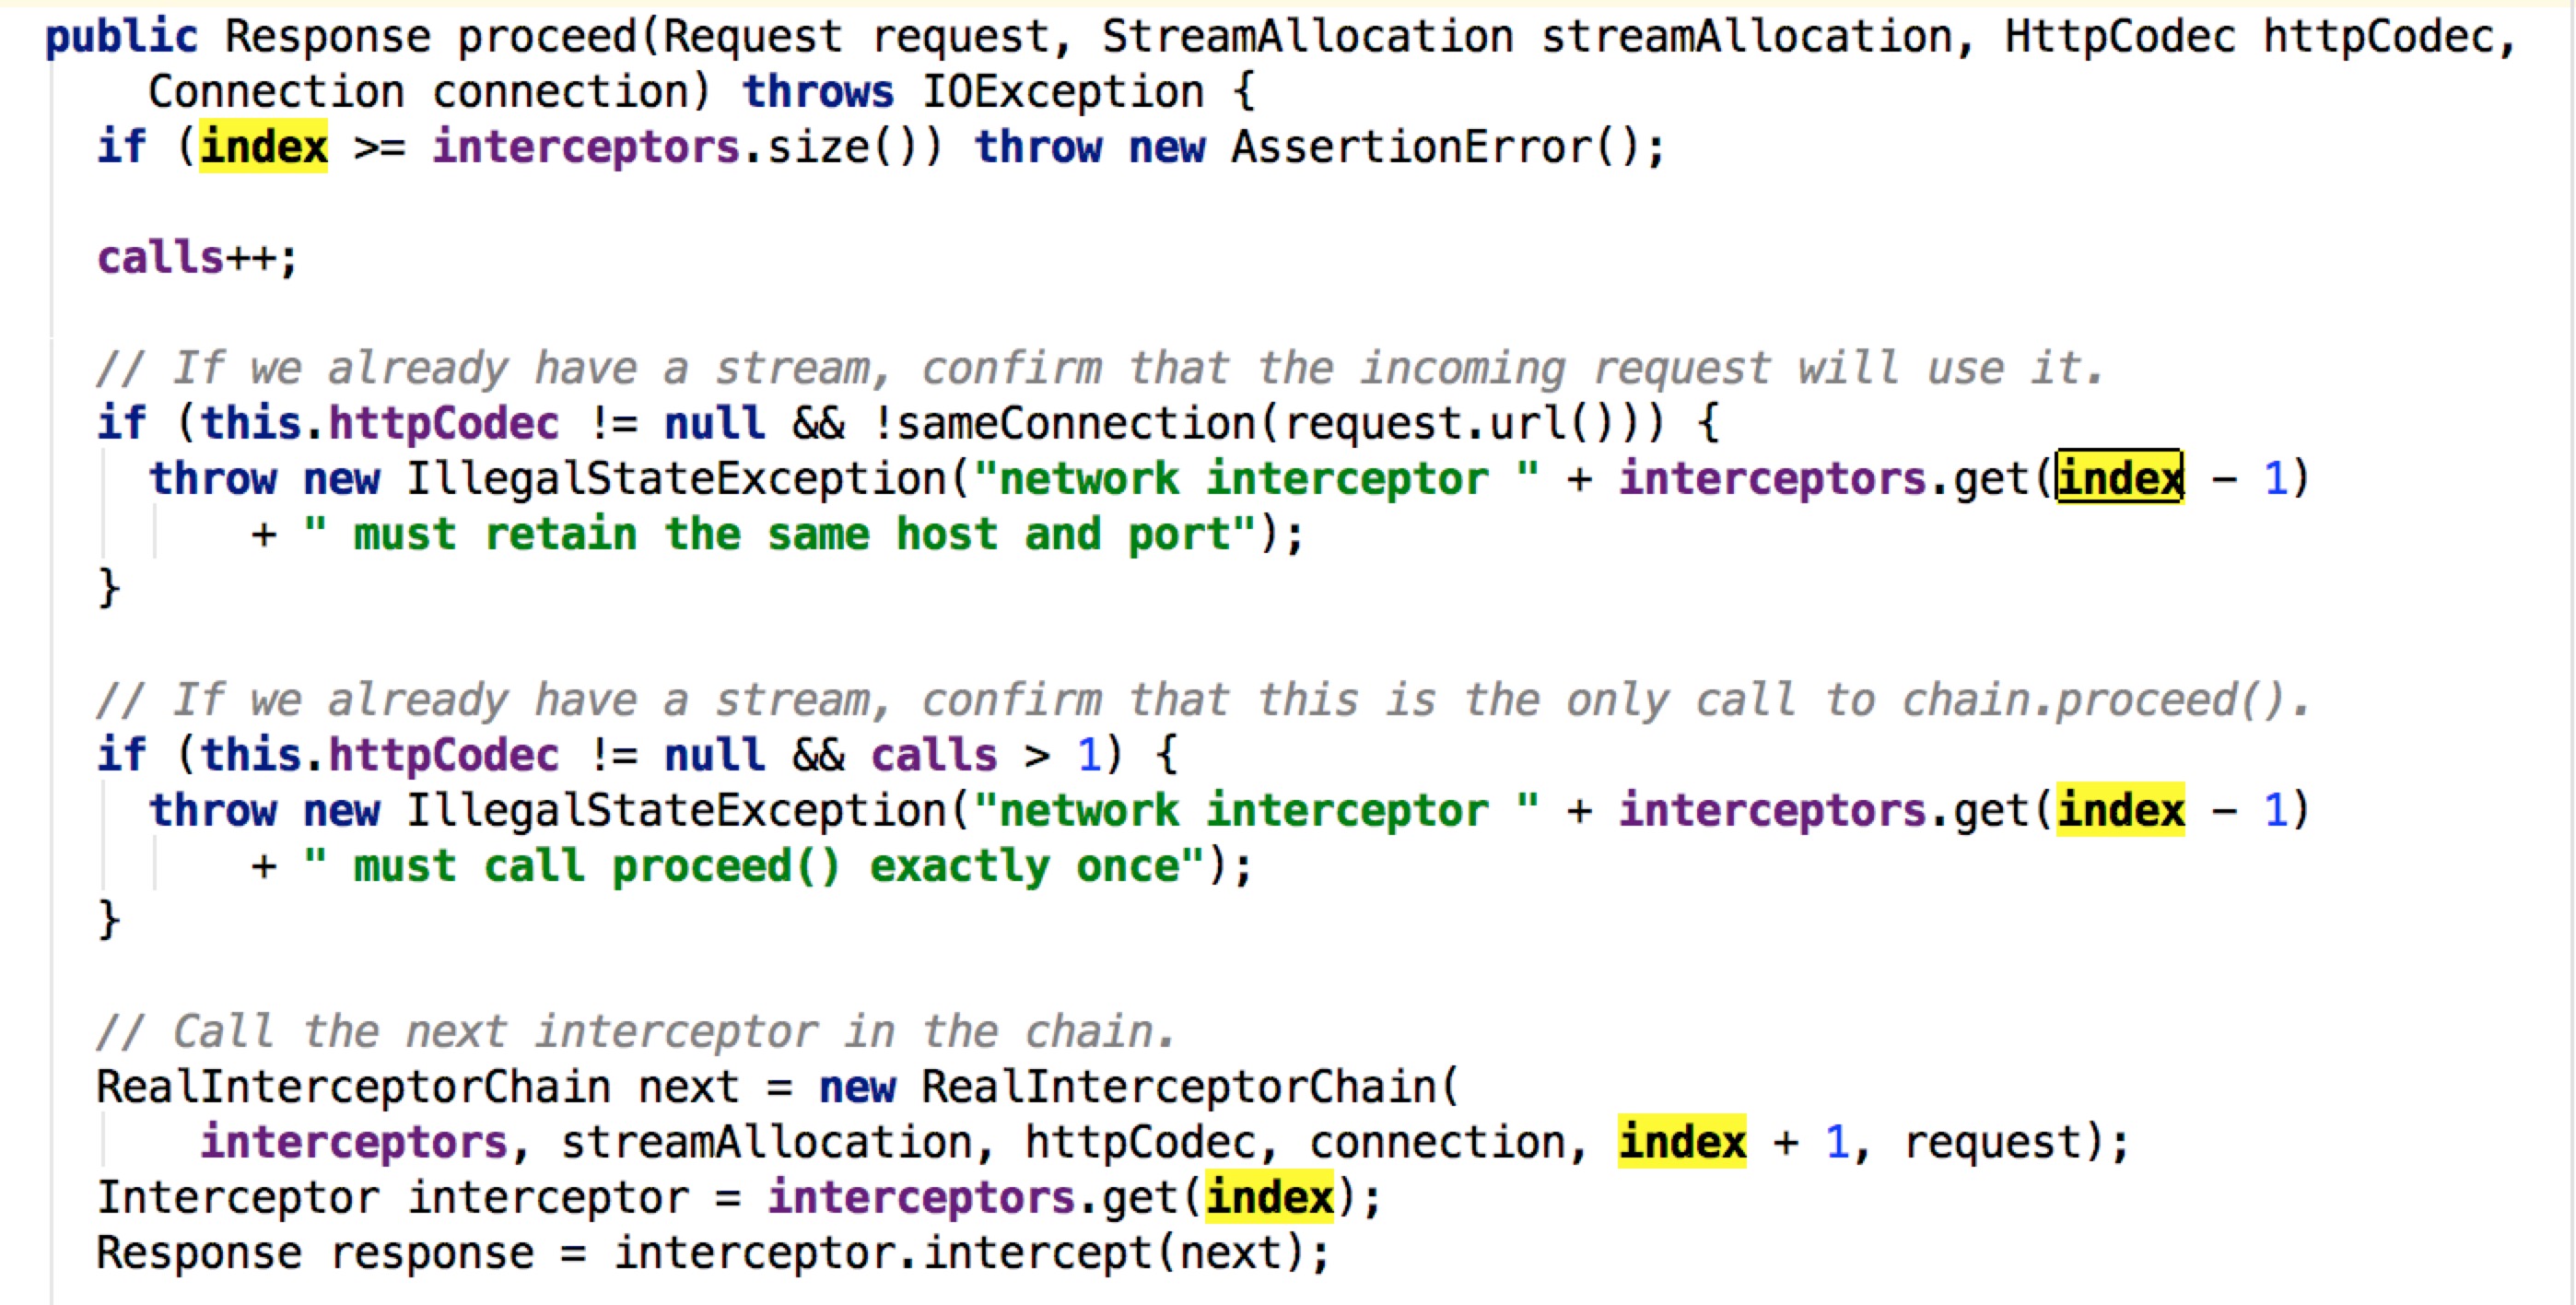 public Response proceed(Request request, StreamAllocation streamAllocation, HttpCodec httpCodec,
Connection connection) throws IOException {
if (index >= interceptors.size()) throw new AssertionError();
calls++;
// If we already have a stream, confirm that the incoming request will use it.
if (this.httpCodec != null && !sameConnection(request.url())) {
throw new IllegalStateException("network interceptor " + interceptors.get(index - 1)
+ " must retain the same host and port");
}
// If we already have a stream, confirm that this is the only call to chain.proceed().
if (this.httpCodec != null && calls > 1) {
throw new IllegalStateException("network interceptor " + interceptors.get(index - 1)
+ " must call proceed() exactly once");
}
// Call the next interceptor in the chain.
RealInterceptorChain next = new RealInterceptorChain(
interceptors, streamAllocation, httpCodec, connection, index + 1, request);
Interceptor interceptor = interceptors.get(index);
Response response = interceptor.intercept(next);